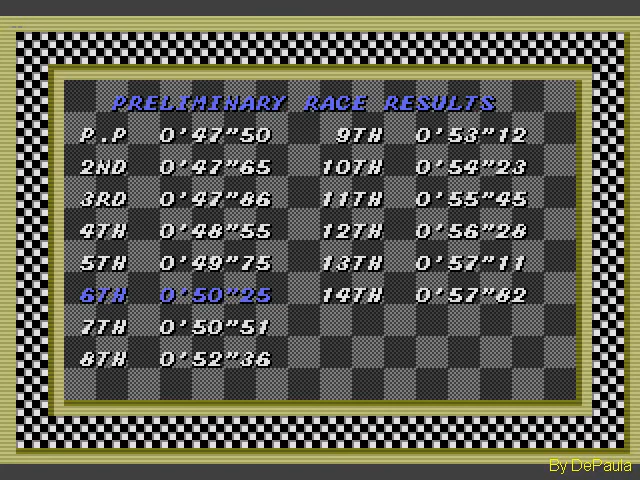 PRELIMINARY RACE RESULTS
P.P 0'47"50 9TH 0'53"12
2ND 0'47"65 10TH 0'54"23
3RD 0'47"86 11TH 0'55"45
4TH 0'48"55 12TH 0'56"28
5TH 0'49"75 13TH 0'57"11
6TH 0'50"25 14TH 0'57"82
7TH 0'50"51
8TH 0'52"36
By DePaula